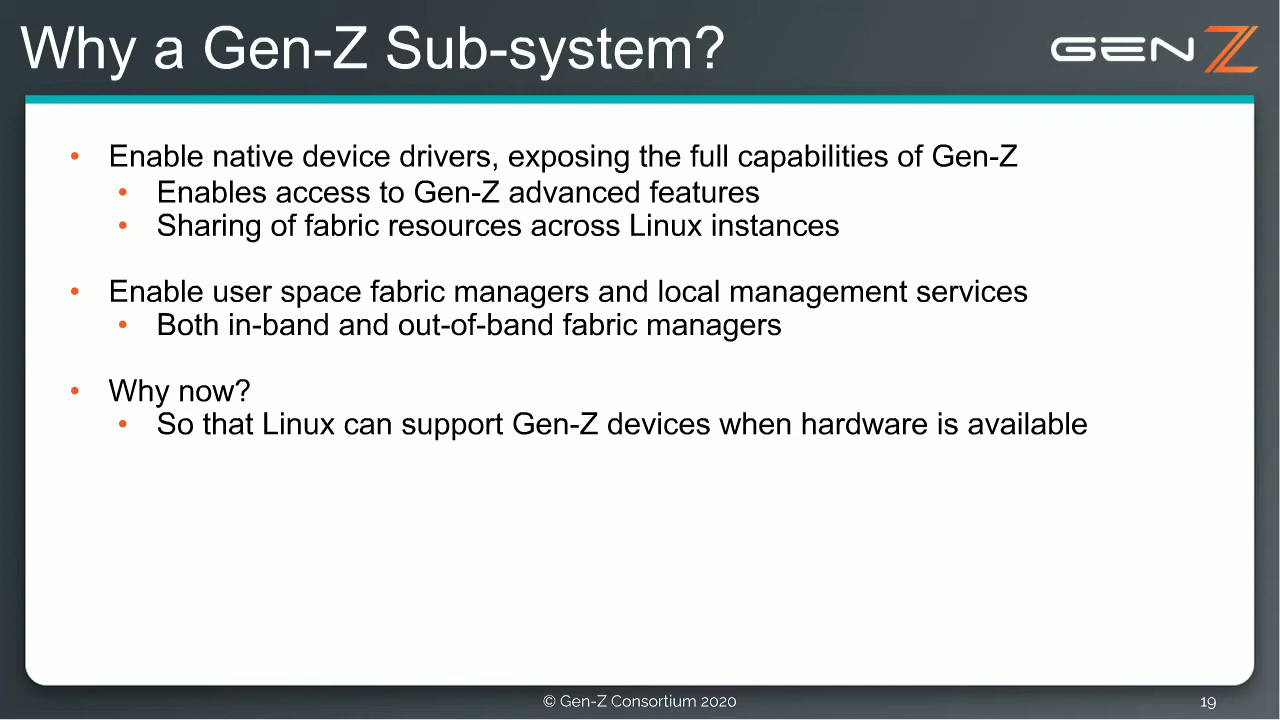 Why a Gen-Z Sub-system?
GEN Z
• Enable native device drivers, exposing the full capabilities of Gen-Z
• Enables access to Gen-Z advanced features
• Sharing of fabric resources across Linux instances
• Enable user space fabric managers and local management services
• Both in-band and out-of-band fabric managers
• Why now?
• So that Linux can support Gen-Z devices when hardware is available
© Gen-Z Consortium 2020
19